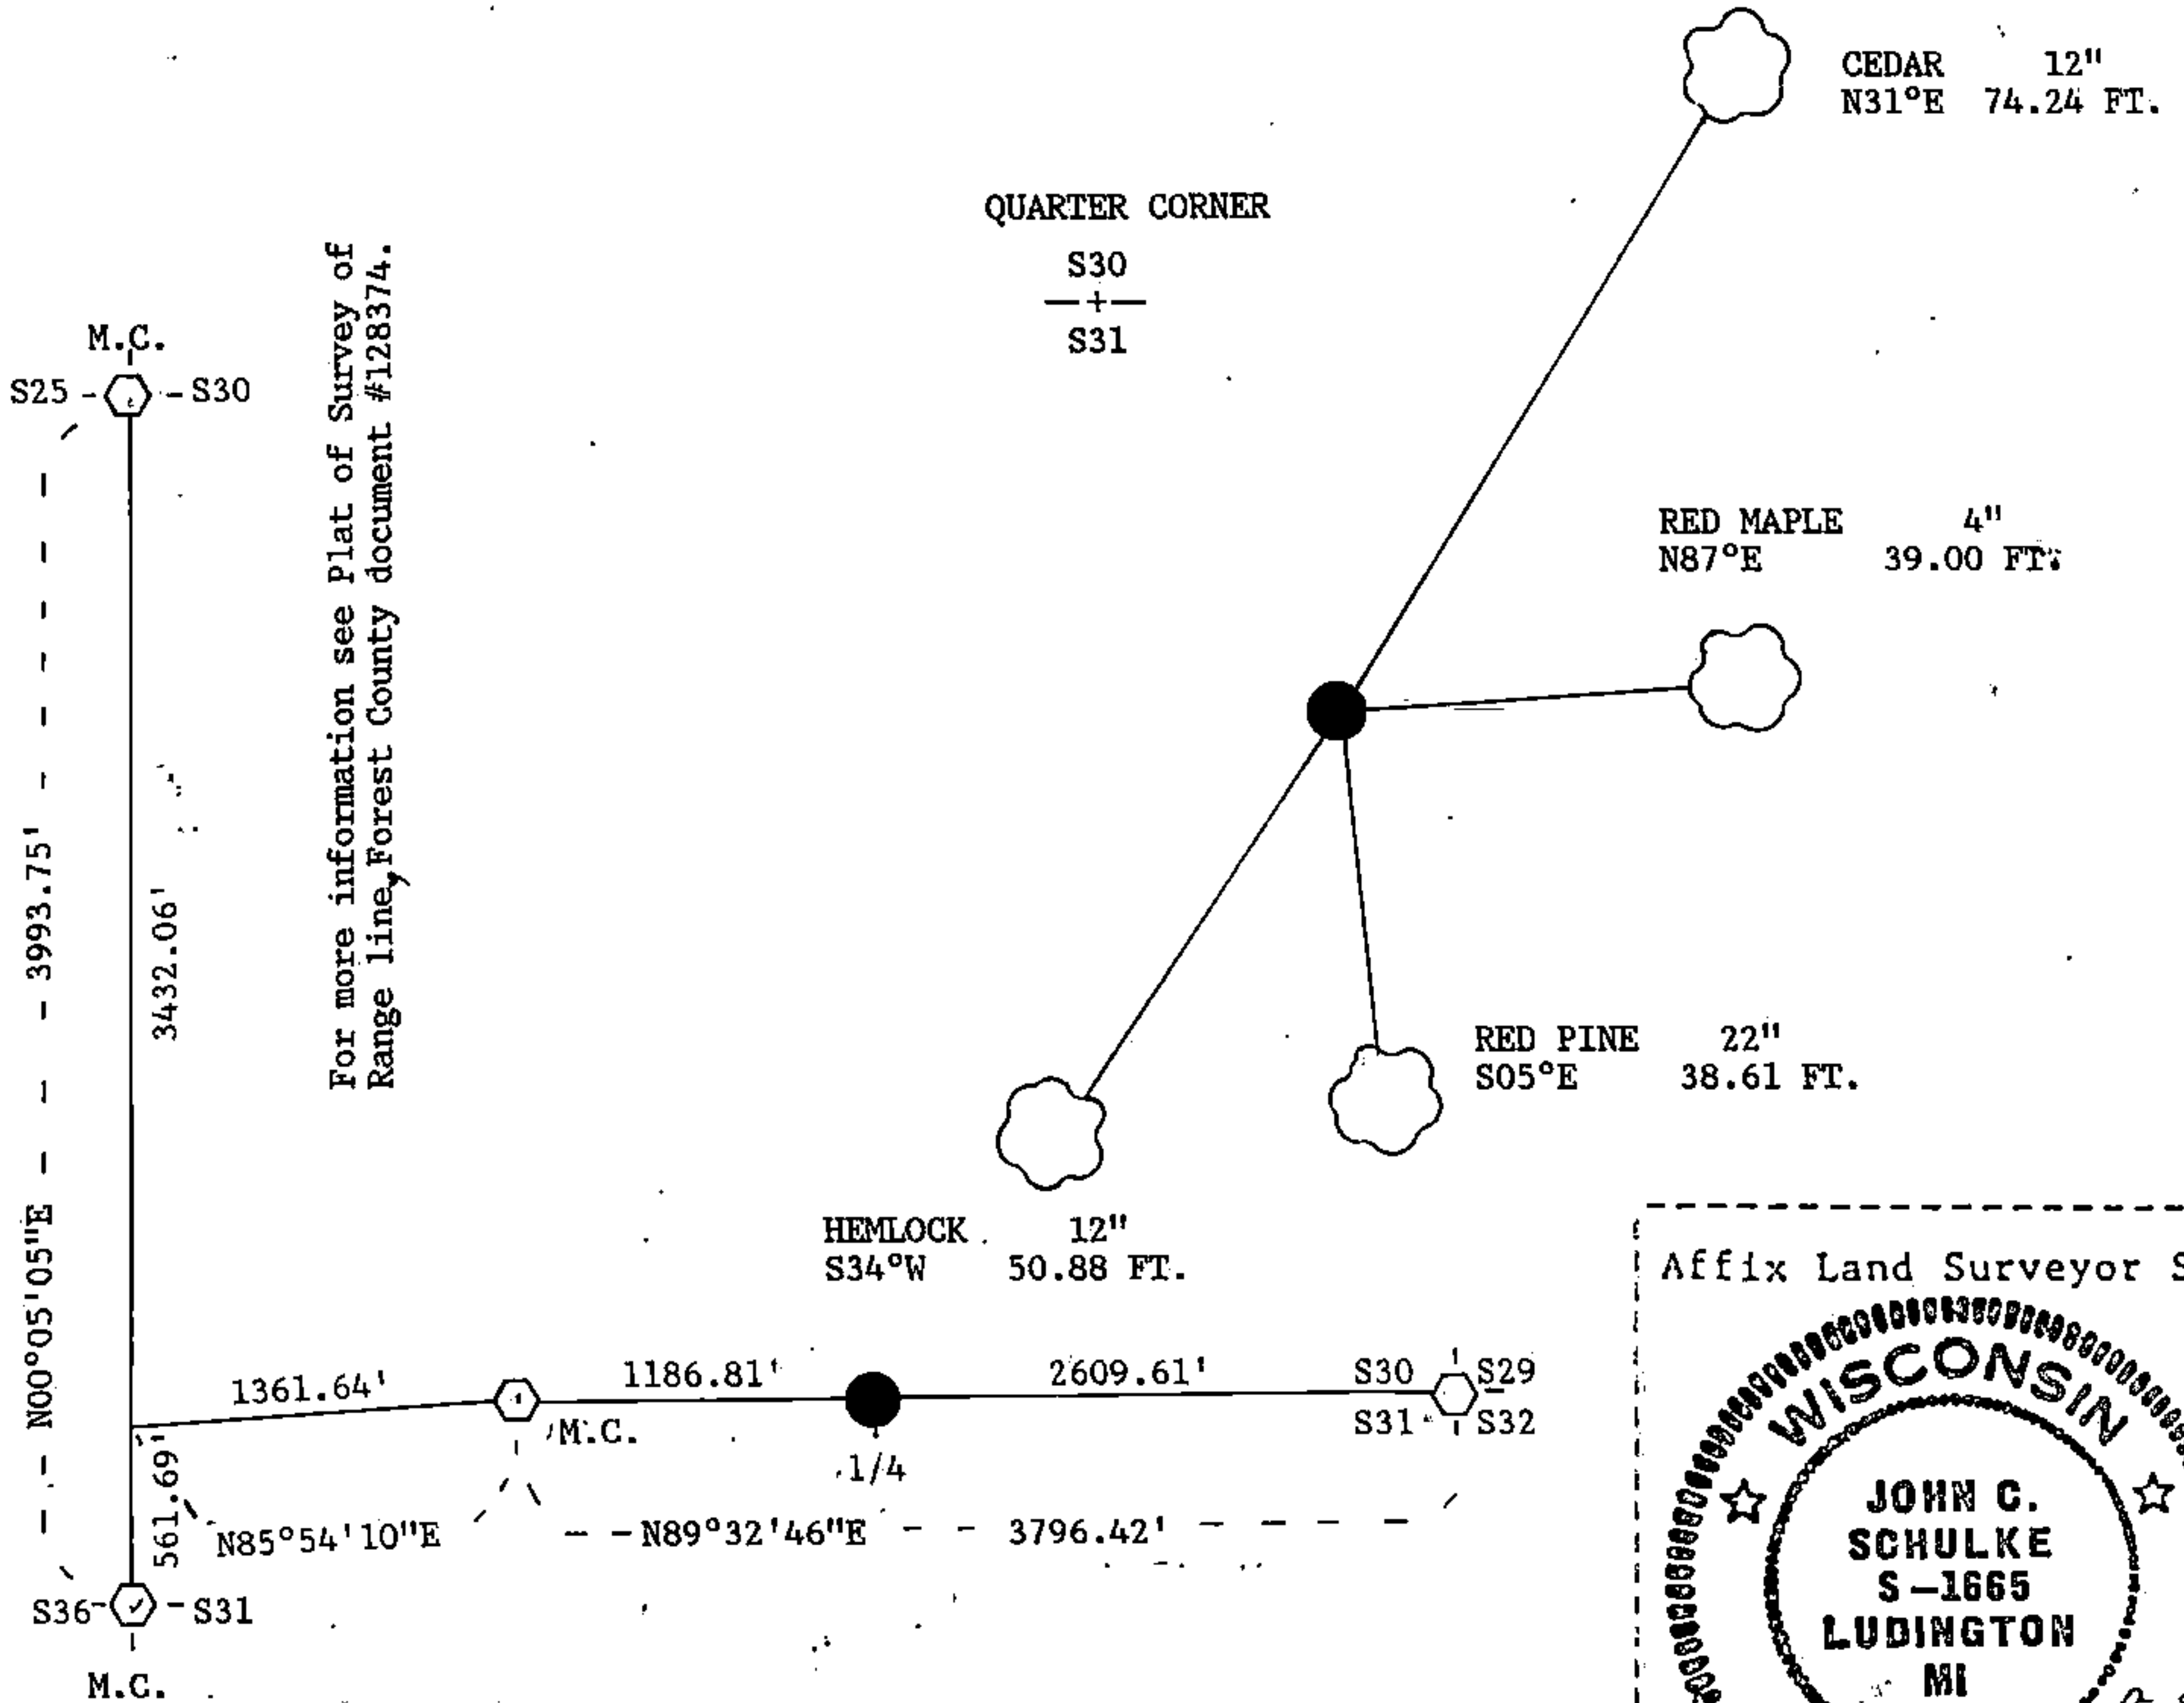 CEDAR 12"
N31°E 74.24 FT.
QUARTER CORNER
S30
—+—
S31
For more information see Plat of Survey of
Range line, Forest County document #128374.
M.C.
S25 S30
RED MAPLE 4"
N87°E 39.00 FT.
3993.75'
3432.06'
RED PINE 22"
S05°E 38.61 FT.
HEMLOCK 12"
S34°W 50.88 FT.
N00°05'05"E
1361.64'
1186.81'
2609.61'
S30 S29
S31 S32
M.C.
1/4
561.69'
N85°54'10"E
N89°32'46"E 3796.42'
S36 S31
M.C.
Affix Land Surveyor S
WISCONSIN
JOHN C.
SCHULKE
S-1665
LUDINGTON
MI